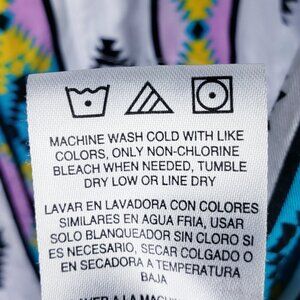 MACHINE WASH COLD WITH LIKE
COLORS, ONLY NON-CHLORINE
BLEACH WHEN NEEDED, TUMBLE
DRY LOW OR LINE DRY
LAVAR EN LAVADORA CON COLORES
SIMILARES EN AGUA FRIA, USAR
SOLO BLANQUEADOR SIN CLORO SI
ES NECESARIO, SECAR COLGADO O
EN SECADORA A TEMPERATURA
BAJA
A LA